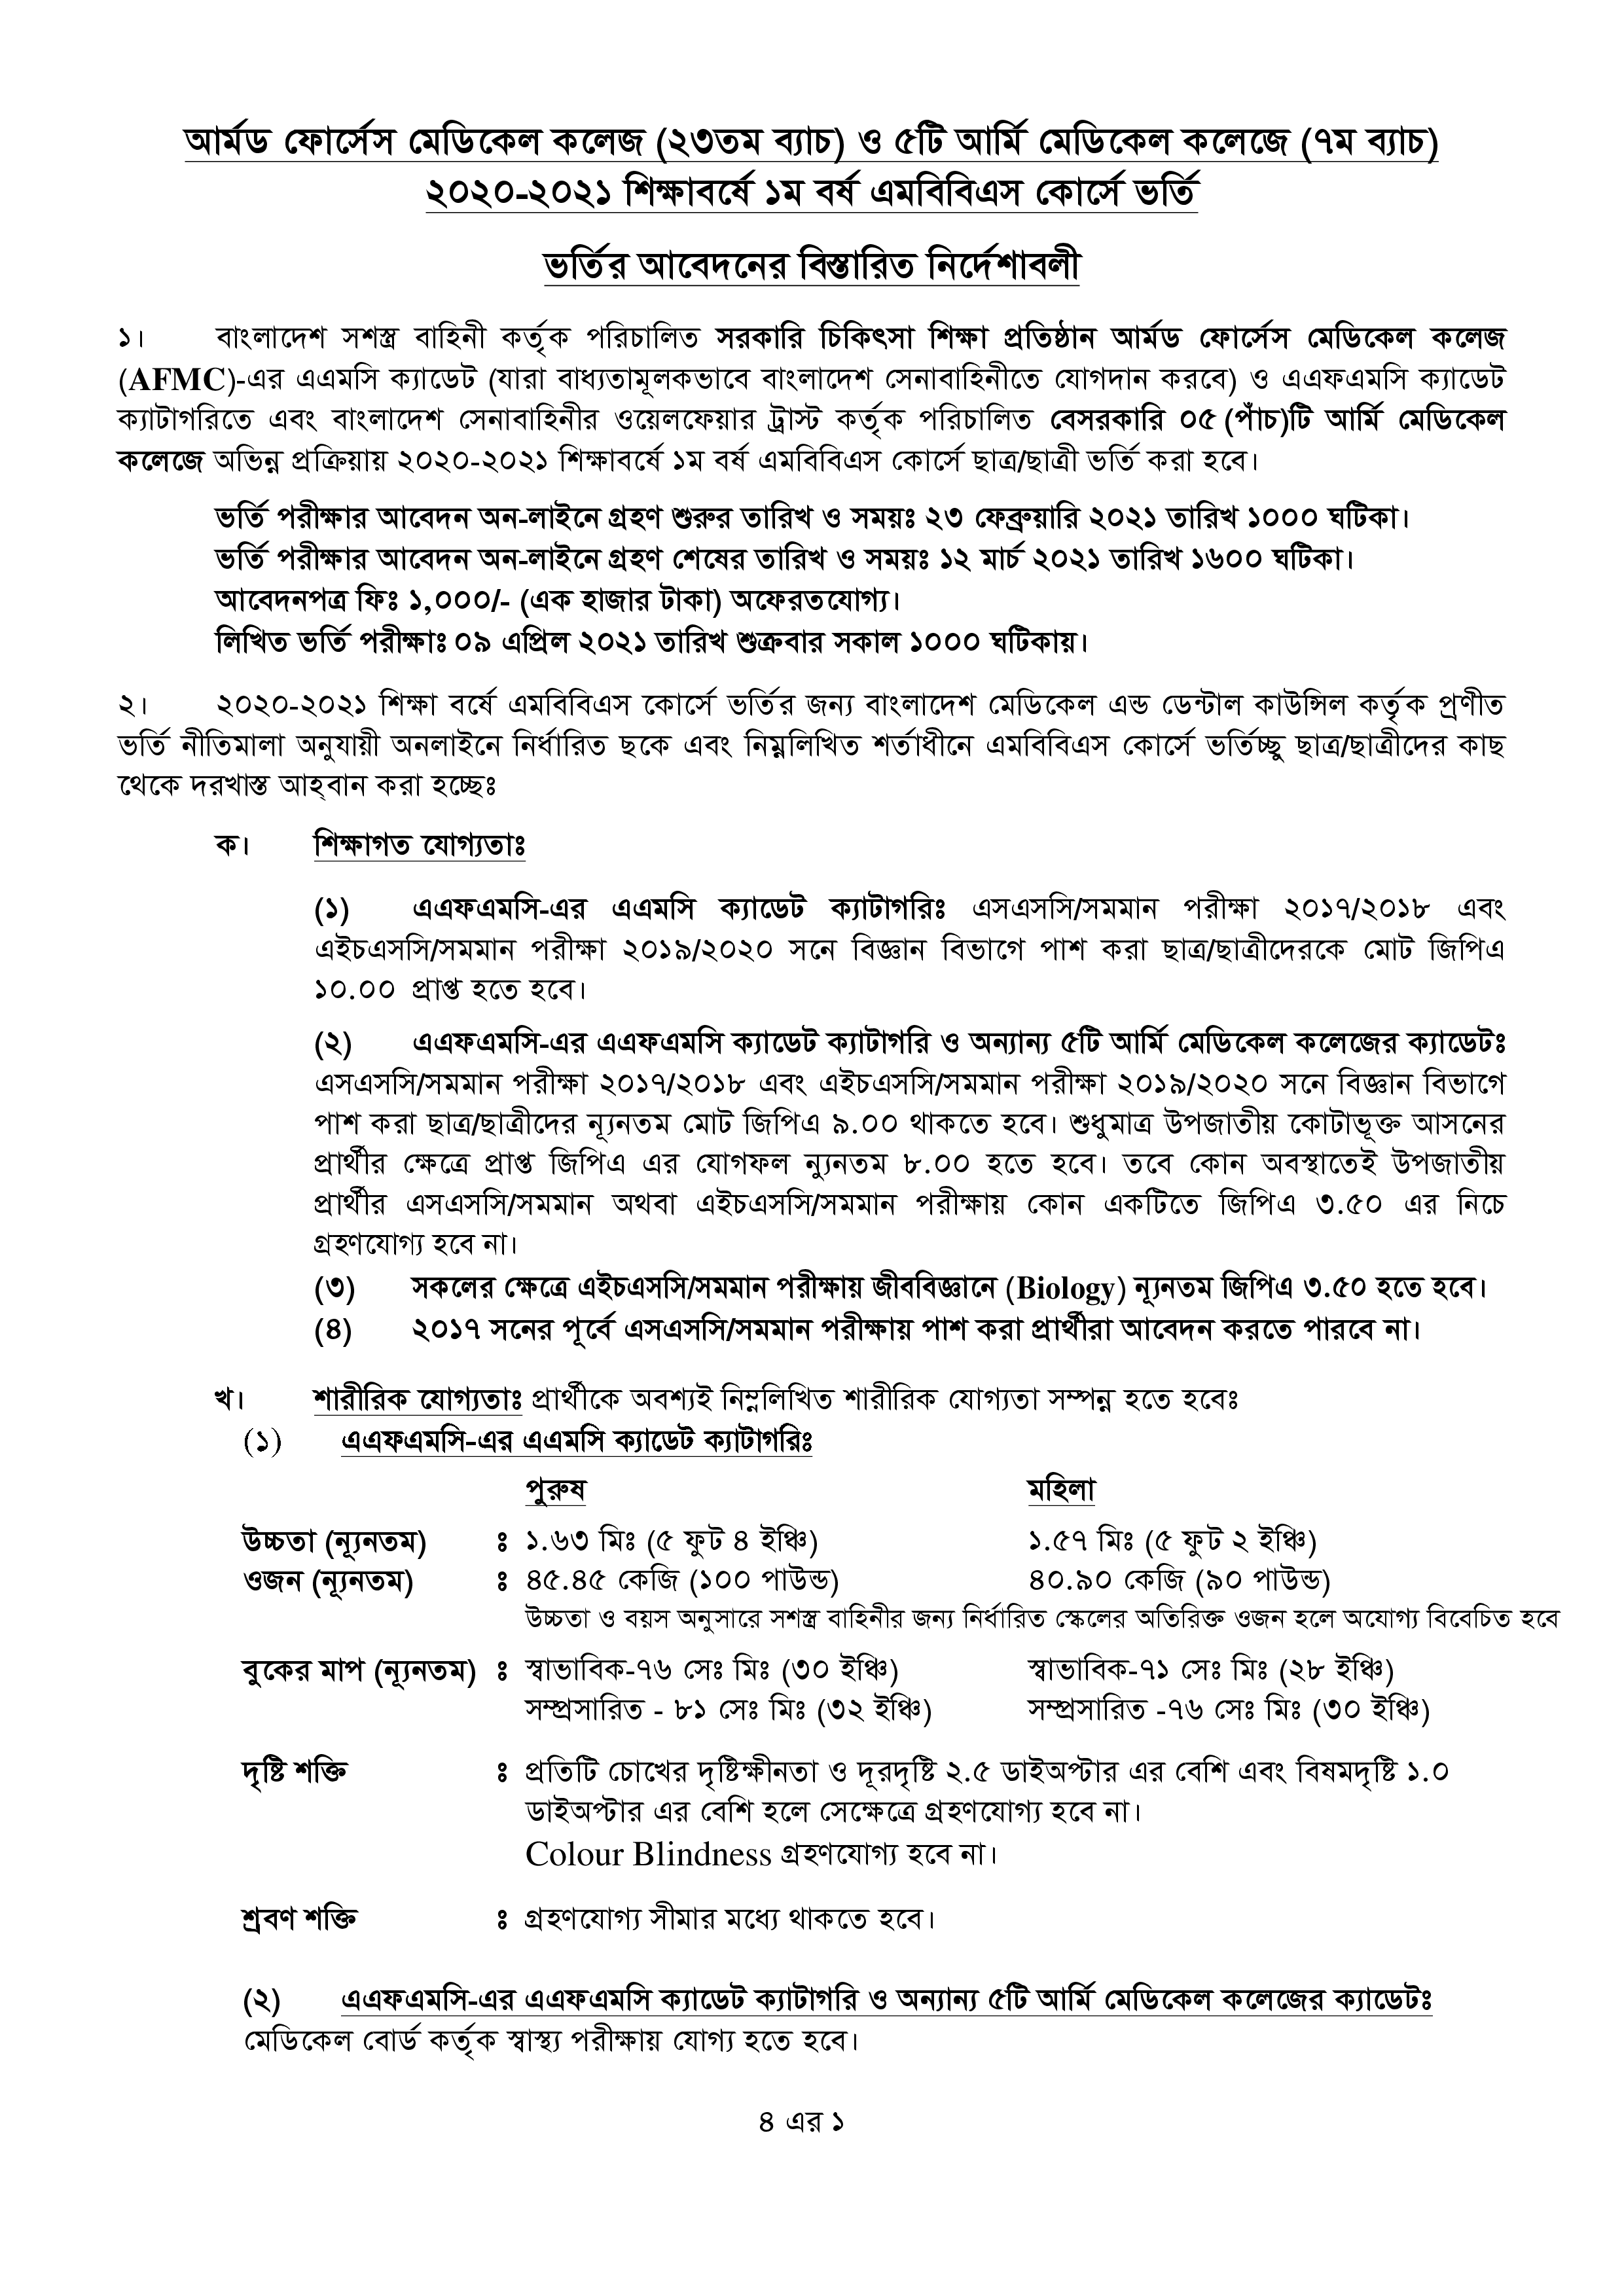 আর্মড ফোর্সেস মেডিকেল কলেজ (২৩তম ব্যাচ) ও ৫টি আর্মি মেডিকেল কলেজে (৭ম ব্যাচ)
২০২০-২০২১ শিক্ষাবর্ষে ১ম বর্ষ এমবিবিএস কোর্সে ভর্তি
ভর্তির আবেদনের বিস্তারিত নির্দেশাবলী
১। বাংলাদেশ সশস্ত্র বাহিনী কর্তৃক পরিচালিত সরকারি চিকিৎসা শিক্ষা প্রতিষ্ঠান আর্মড ফোর্সেস মেডিকেল কলেজ
(AFMC)-এর এএমসি ক্যাডেট (যারা বাধ্যতামূলকভাবে বাংলাদেশ সেনাবাহিনীতে যোগদান করবে) ও এএফএমসি ক্যাডেট
ক্যাটাগরিতে এবং বাংলাদেশ সেনাবাহিনীর ওয়েলফেয়ার ট্রাস্ট কর্তৃক পরিচালিত বেসরকারি ০৫ (পাঁচ)টি আর্মি মেডিকেল
কলেজে অভিন্ন প্রক্রিয়ায় ২০২০-২০২১ শিক্ষাবর্ষে ১ম বর্ষ এমবিবিএস কোর্সে ছাত্র/ছাত্রী ভর্তি করা হবে।
ভর্তি পরীক্ষার আবেদন অন-লাইনে গ্রহণ শুরুর তারিখ ও সময়ঃ ২৩ ফেব্রুয়ারি ২০২১ তারিখ ১০০০ ঘটিকা।
ভর্তি পরীক্ষার আবেদন অন-লাইনে গ্রহণ শেষের তারিখ ও সময়ঃ ১২ মার্চ ২০২১ তারিখ ১৬০০ ঘটিকা।
আবেদনপত্র ফিঃ ১,০০০/- (এক হাজার টাকা) অফেরতযোগ্য।
লিখিত ভর্তি পরীক্ষাঃ ০৯ এপ্রিল ২০২১ তারিখ শুক্রবার সকাল ১০০০ ঘটিকায়।
২। ২০২০-২০২১ শিক্ষা বর্ষে এমবিবিএস কোর্সে ভর্তির জন্য বাংলাদেশ মেডিকেল এন্ড ডেন্টাল কাউন্সিল কর্তৃক প্রণীত
ভর্তি নীতিমালা অনুযায়ী অনলাইনে নির্ধারিত ছকে এবং নিম্নলিখিত শর্তাধীনে এমবিবিএস কোর্সে ভর্তিচ্ছু ছাত্র/ছাত্রীদের কাছ
থেকে দরখাস্ত আহ্‌বান করা হচ্ছেঃ
ক। শিক্ষাগত যোগ্যতাঃ
(১) এএফএমসি-এর এএমসি ক্যাডেট ক্যাটাগরিঃ এসএসসি/সমমান পরীক্ষা ২০১৭/২০১৮ এবং
এইচএসসি/সমমান পরীক্ষা ২০১৯/২০২০ সনে বিজ্ঞান বিভাগে পাশ করা ছাত্র/ছাত্রীদেরকে মোট জিপিএ
১০.০০ প্রাপ্ত হতে হবে।
(২) এএফএমসি-এর এএফএমসি ক্যাডেট ক্যাটাগরি ও অন্যান্য ৫টি আর্মি মেডিকেল কলেজের ক্যাডেটঃ
এসএসসি/সমমান পরীক্ষা ২০১৭/২০১৮ এবং এইচএসসি/সমমান পরীক্ষা ২০১৯/২০২০ সনে বিজ্ঞান বিভাগে
পাশ করা ছাত্র/ছাত্রীদের ন্যূনতম মোট জিপিএ ৯.০০ থাকতে হবে। শুধুমাত্র উপজাতীয় কোটাভূক্ত আসনের
প্রার্থীর ক্ষেত্রে প্রাপ্ত জিপিএ এর যোগফল ন্যুনতম ৮.০০ হতে হবে। তবে কোন অবস্থাতেই উপজাতীয়
প্রার্থীর এসএসসি/সমমান অথবা এইচএসসি/সমমান পরীক্ষায় কোন একটিতে জিপিএ ৩.৫০ এর নিচে
গ্রহণযোগ্য হবে না।
(৩) সকলের ক্ষেত্রে এইচএসসি/সমমান পরীক্ষায় জীববিজ্ঞানে (Biology) ন্যূনতম জিপিএ ৩.৫০ হতে হবে।
(৪) ২০১৭ সনের পূর্বে এসএসসি/সমমান পরীক্ষায় পাশ করা প্রার্থীরা আবেদন করতে পারবে না।
খ। শারীরিক যোগ্যতাঃ প্রার্থীকে অবশ্যই নিম্নলিখিত শারীরিক যোগ্যতা সম্পন্ন হতে হবেঃ
(১) এএফএমসি-এর এএমসি ক্যাডেট ক্যাটাগরিঃ
পুরুষ মহিলা
উচ্চতা (ন্যূনতম) ঃ ১.৬৩ মিঃ (৫ ফুট ৪ ইঞ্চি) ১.৫৭ মিঃ (৫ ফুট ২ ইঞ্চি)
ওজন (ন্যূনতম) ঃ ৪৫.৪৫ কেজি (১০০ পাউন্ড) ৪০.৯০ কেজি (৯০ পাউন্ড)
উচ্চতা ও বয়স অনুসারে সশস্ত্র বাহিনীর জন্য নির্ধারিত স্কেলের অতিরিক্ত ওজন হলে অযোগ্য বিবেচিত হবে
বুকের মাপ (ন্যূনতম) ঃ স্বাভাবিক-৭৬ সেঃ মিঃ (৩০ ইঞ্চি) স্বাভাবিক-৭১ সেঃ মিঃ (২৮ ইঞ্চি)
সম্প্রসারিত - ৮১ সেঃ মিঃ (৩২ ইঞ্চি) সম্প্রসারিত -৭৬ সেঃ মিঃ (৩০ ইঞ্চি)
দৃষ্টি শক্তি ঃ প্রতিটি চোখের দৃষ্টিক্ষীনতা ও দূরদৃষ্টি ২.৫ ডাইঅপ্টার এর বেশি এবং বিষমদৃষ্টি ১.০
ডাইঅপ্টার এর বেশি হলে সেক্ষেত্রে গ্রহণযোগ্য হবে না।
Colour Blindness গ্রহণযোগ্য হবে না।
শ্রবণ শক্তি ঃ গ্রহণযোগ্য সীমার মধ্যে থাকতে হবে।
(২) এএফএমসি-এর এএফএমসি ক্যাডেট ক্যাটাগরি ও অন্যান্য ৫টি আর্মি মেডিকেল কলেজের ক্যাডেটঃ
মেডিকেল বোর্ড কর্তৃক স্বাস্থ্য পরীক্ষায় যোগ্য হতে হবে।
৪ এর ১